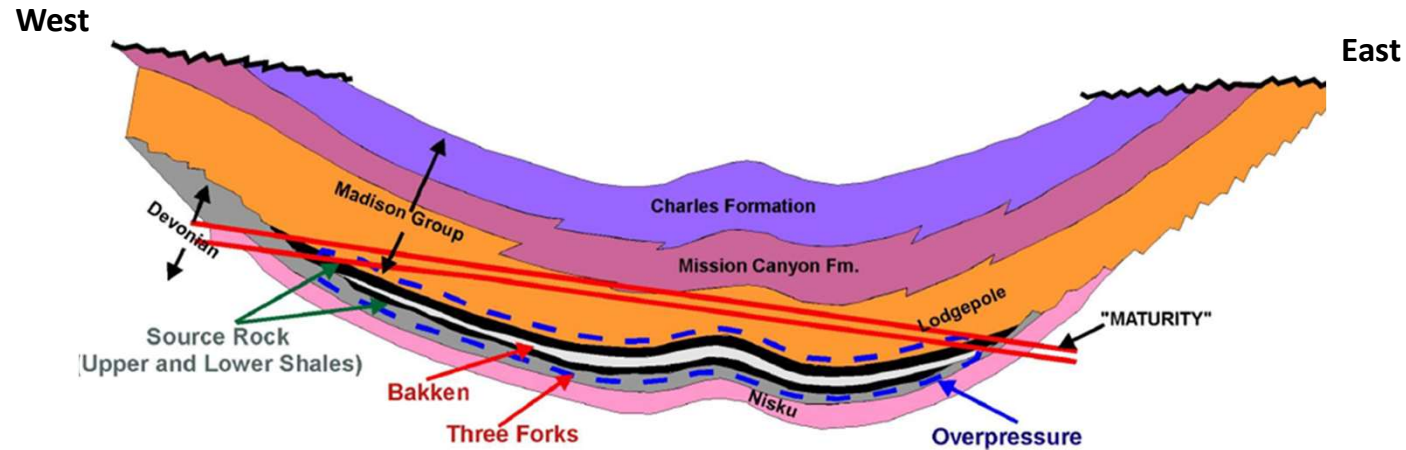 West
East
Madison Group
Charles Formation
Devonian
Mission Canyon Fm.
Lodgepole
"MATURITY"
Source Rock
(Upper and Lower Shales)
Bakken
Nisku
Three Forks
Overpressure